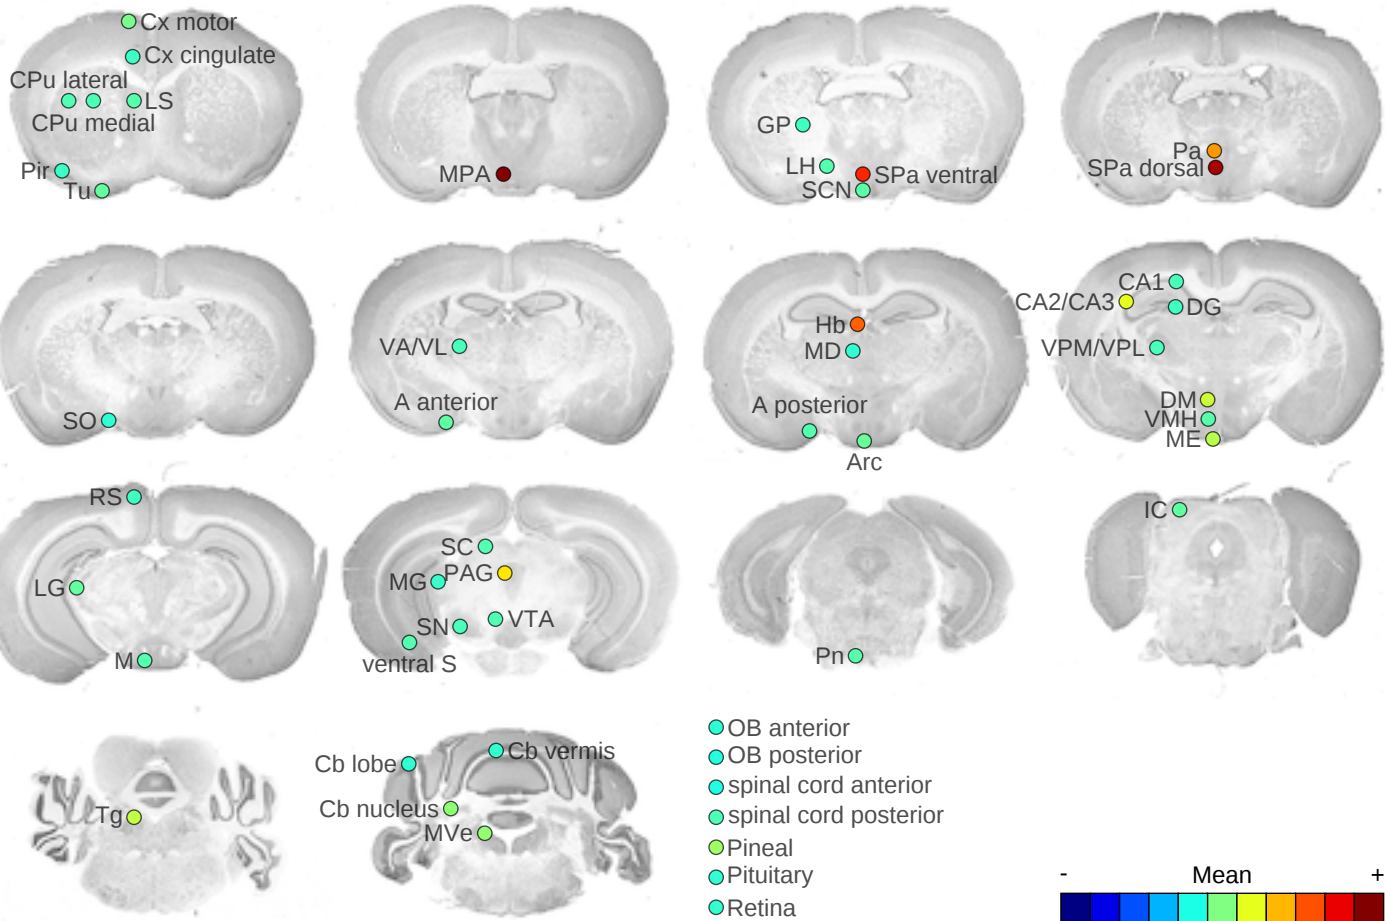 Cx motor
Cx cingulate
CPu lateral
LS
CPu medial
Pir
Tu
MPA
GP
LH
SPa ventral
SCN
Pa
SPa dorsal
SO
VA/VL
A anterior
Hb
MD
A posterior
Arc
CA1
CA2/CA3
DG
VPM/VPL
DM
VMH
ME
RS
LG
M
SC
MG
PAG
SN
VTA
ventral S
Pn
IC
Tg
Cb lobe
Cb vermis
Cb nucleus
MVe
OB anterior
OB posterior
spinal cord anterior
spinal cord posterior
Pineal
Pituitary
Retina
- Mean +